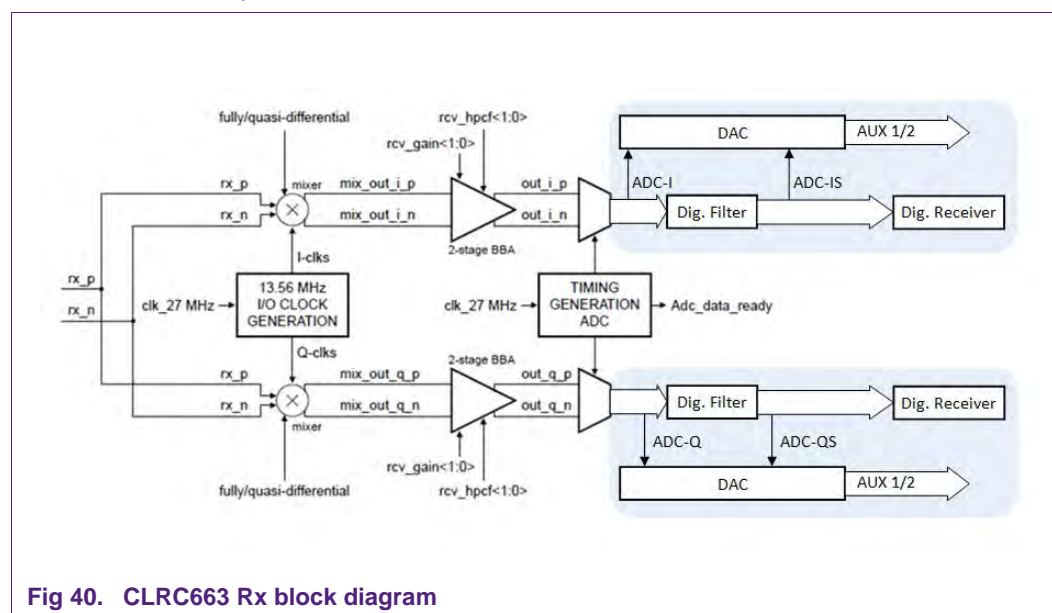 fully/quasi-differential
rcv_hpcf<1:0>
rcv_gain<1:0>
DAC
AUX 1/2
rx_p
mixer
mix_out_i_p
out_i_p
ADC-I
ADC-IS
rx_n
mix_out_i_n
out_i_n
Dig. Filter
Dig. Receiver
2-stage BBA
I-clks
rx_p
rx_n
clk_27 MHz
13.56 MHz
I/O CLOCK
GENERATION
clk_27 MHz
TIMING
GENERATION
ADC
Adc_data_ready
Q-clks
2-stage BBA
rx_p
mix_out_q_p
out_q_p
rx_n
mixer
mix_out_q_n
out_q_n
Dig. Filter
Dig. Receiver
ADC-Q
ADC-QS
rcv_gain<1:0>
fully/quasi-differential
rcv_hpcf<1:0>
DAC
AUX 1/2
Fig 40. CLRC663 Rx block diagram